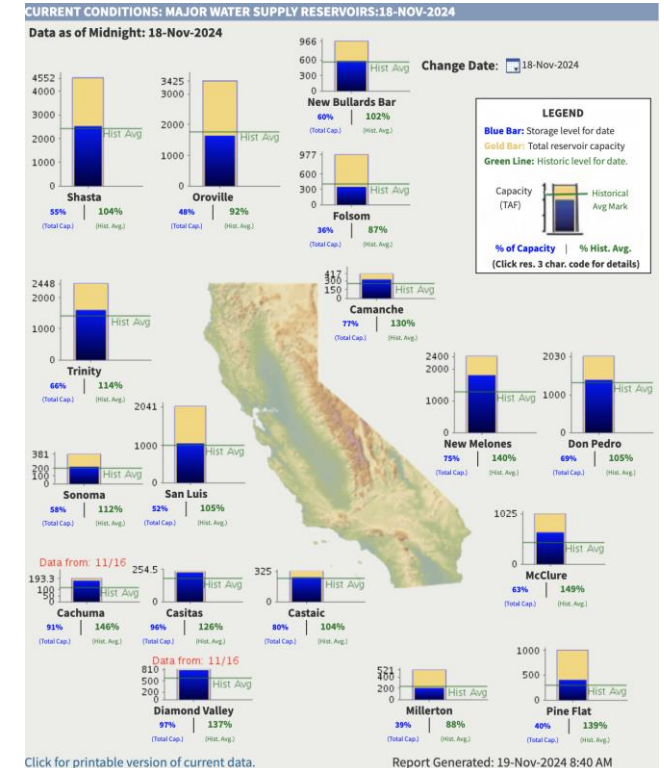 CURRENT CONDITIONS: MAJOR WATER SUPPLY RESERVOIRS:18-NOV-2024
Data as of Midnight: 18-Nov-2024
Change Date: 18-Nov-2024
4552
4000
3000
2000
1000
0
Hist Avg
Shasta
55% | 104%
(Total Cap.) (Hist. Avg.)
3425
3000
2000
1000
0
Hist Avg
Oroville
48% | 92%
(Total Cap.) (Hist. Avg.)
966
600
300
0
Hist Avg
New Bullards Bar
60% | 102%
(Total Cap.) (Hist. Avg.)
977
600
300
0
Hist Avg
Folsom
36% | 87%
(Total Cap.) (Hist. Avg.)
LEGEND
Blue Bar: Storage level for date
Gold Bar: Total reservoir capacity
Green Line: Historic level for date.
Capacity
(TAF)
Historical
Avg Mark
% of Capacity | % Hist. Avg.
(Click res. 3 char. code for details)
2448
2000
1000
0
Hist Avg
Trinity
66% | 114%
(Total Cap.) (Hist. Avg.)
417
300
150
0
Hist Avg
Camanche
77% | 130%
(Total Cap.) (Hist. Avg.)
2400
2000
1000
0
Hist Avg
New Melones
75% | 140%
(Total Cap.) (Hist. Avg.)
2030
1000
0
Hist Avg
Don Pedro
69% | 105%
(Total Cap.) (Hist. Avg.)
381
200
100
0
Hist Avg
Sonoma
58% | 112%
(Total Cap.) (Hist. Avg.)
2041
1000
0
Hist Avg
San Luis
52% | 105%
(Total Cap.) (Hist. Avg.)
1025
0
Hist Avg
McClure
63% | 149%
(Total Cap.) (Hist. Avg.)
Data from: 11/16
193.3
100
50
0
Hist Avg
Cachuma
91% | 146%
(Total Cap.) (Hist. Avg.)
254.5
0
Hist Avg
Casitas
96% | 126%
(Total Cap.) (Hist. Avg.)
325
0
Hist Avg
Castaic
80% | 104%
(Total Cap.) (Hist. Avg.)
Data from: 11/16
810
500
200
0
Hist Avg
Diamond Valley
97% | 137%
(Total Cap.) (Hist. Avg.)
521
400
200
0
Hist Avg
Millerton
39% | 88%
(Total Cap.) (Hist. Avg.)
1000
500
0
Hist Avg
Pine Flat
40% | 139%
(Total Cap.) (Hist. Avg.)
Click for printable version of current data.
Report Generated: 19-Nov-2024 8:40 AM